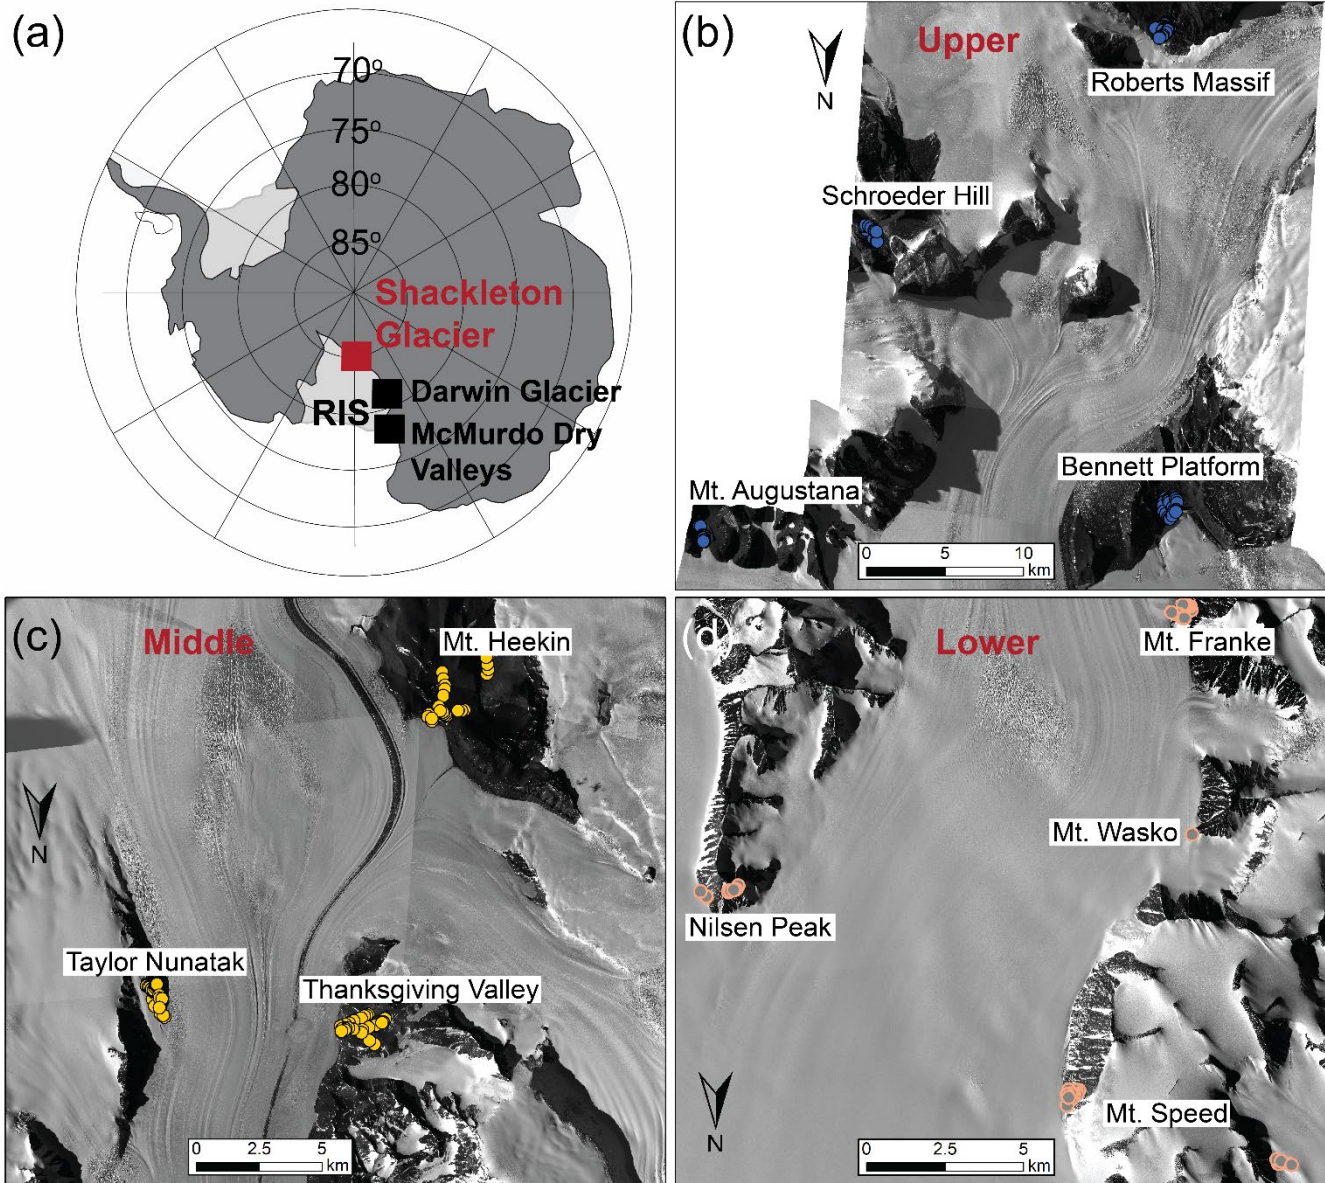 (a)
70°
75°
80°
85°
Shackleton
Glacier
Darwin Glacier
RIS
McMurdo Dry
Valleys
(b)
Upper
N
Roberts Massif
Schroeder Hill
Bennett Platform
Mt. Augustana
0 5 10
km
(c)
Middle
Mt. Heekin
N
Taylor Nunatak
Thanksgiving Valley
0 2.5 5
km
(d)
Lower
Mt. Franke
Mt. Wasko
Nilsen Peak
N
Mt. Speed
0 2.5 5
km